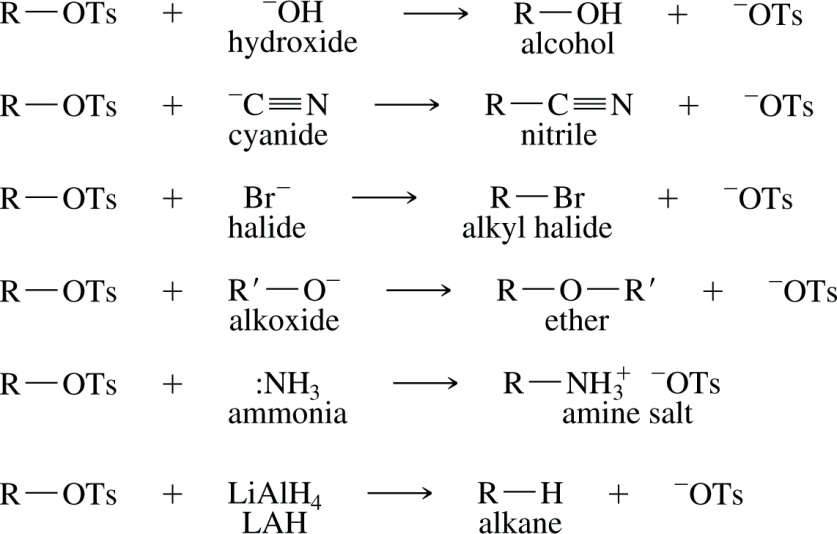 R—OTs + ⁻OH ⟶ R—OH + ⁻OTs
hydroxide alcohol
R—OTs + ⁻C≡N ⟶ R—C≡N + ⁻OTs
cyanide nitrile
R—OTs + Br⁻ ⟶ R—Br + ⁻OTs
halide alkyl halide
R—OTs + R′—O⁻ ⟶ R—O—R′ + ⁻OTs
alkoxide ether
R—OTs + :NH₃ ⟶ R—NH₃⁺ ⁻OTs
ammonia amine salt
R—OTs + LiAlH₄ ⟶ R—H + ⁻OTs
LAH alkane